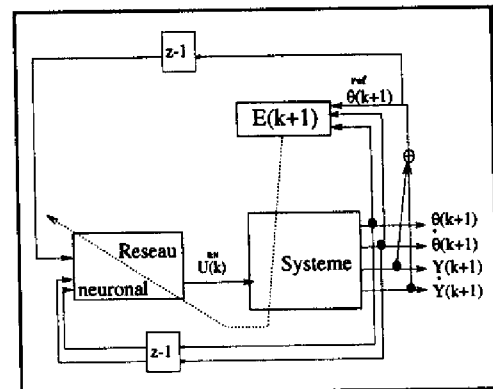 z-1
ref
θ(k+1)
E(k+1)
θ(k+1)
Reseau
θ̇(k+1)
U(k)
Systeme
Y(k+1)
neuronal
Ẏ(k+1)
z-1